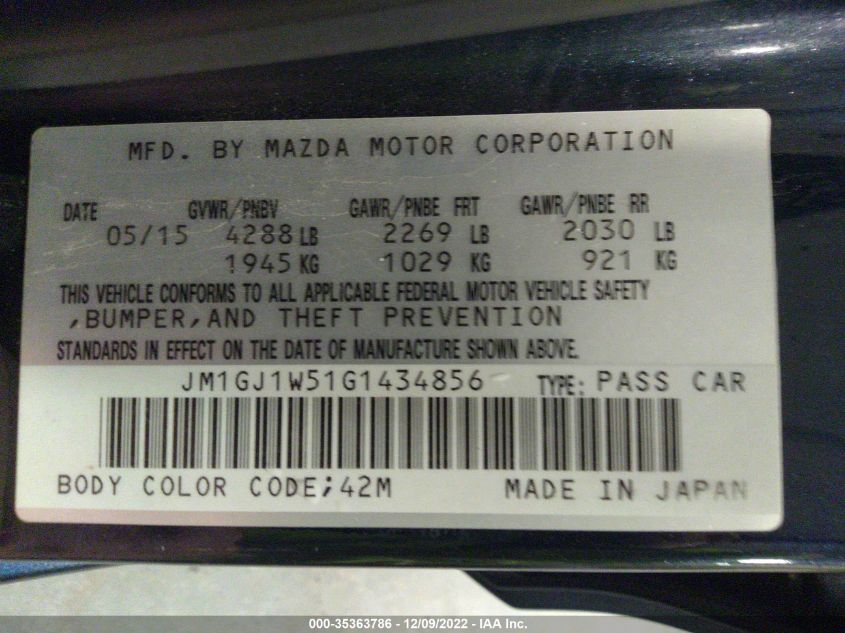 MFD. BY MAZDA MOTOR CORPORATION
DATE GVWR/PNBV GAWR/PNBE FRT GAWR/PNBE RR
05/15 4288 LB 2269 LB 2030 LB
1945 KG 1029 KG 921 KG
THIS VEHICLE CONFORMS TO ALL APPLICABLE FEDERAL MOTOR VEHICLE SAFETY
,BUMPER,AND THEFT PREVENTION
STANDARDS IN EFFECT ON THE DATE OF MANUFACTURE SHOWN ABOVE.
JM1GJ1W51G1434856 TYPE: PASS CAR
BODY COLOR CODE;42M MADE IN JAPAN
000-35363786 - 12/09/2022 - IAA Inc.